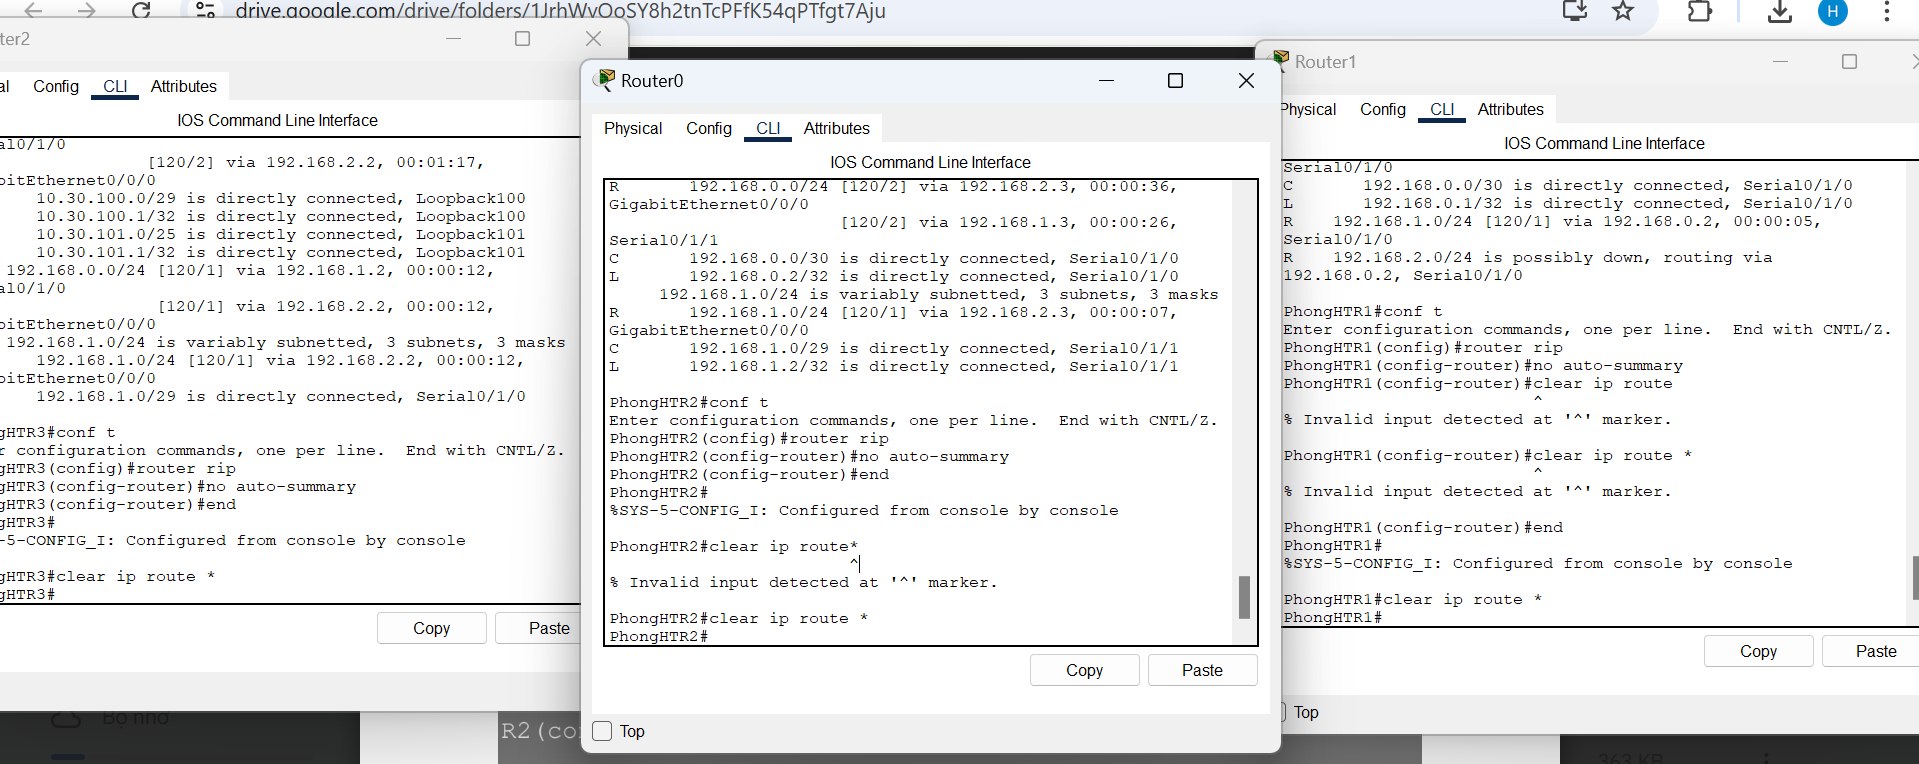 drive.google.com/drive/folders/1JrhWvOoSY8h2tnTcPFfK54qPTfgt7Aju
H
ter2
al Config CLI Attributes
IOS Command Line Interface
al0/1/0
[120/2] via 192.168.2.2, 00:01:17,
bitEthernet0/0/0
10.30.100.0/29 is directly connected, Loopback100
10.30.100.1/32 is directly connected, Loopback100
10.30.101.0/25 is directly connected, Loopback101
10.30.101.1/32 is directly connected, Loopback101
192.168.0.0/24 [120/1] via 192.168.1.2, 00:00:12,
al0/1/0
[120/1] via 192.168.2.2, 00:00:12,
bitEthernet0/0/0
192.168.1.0/24 is variably subnetted, 3 subnets, 3 masks
192.168.1.0/24 [120/1] via 192.168.2.2, 00:00:12,
bitEthernet0/0/0
192.168.1.0/29 is directly connected, Serial0/1/0
gHTR3#conf t
r configuration commands, one per line. End with CNTL/Z.
gHTR3(config)#router rip
gHTR3(config-router)#no auto-summary
gHTR3(config-router)#end
gHTR3#
-5-CONFIG_I: Configured from console by console
gHTR3#clear ip route *
gHTR3#
Copy Paste
Router0
Physical Config CLI Attributes
IOS Command Line Interface
R 192.168.0.0/24 [120/2] via 192.168.2.3, 00:00:36,
GigabitEthernet0/0/0
[120/2] via 192.168.1.3, 00:00:26,
Serial0/1/1
C 192.168.0.0/30 is directly connected, Serial0/1/0
L 192.168.0.2/32 is directly connected, Serial0/1/0
192.168.1.0/24 is variably subnetted, 3 subnets, 3 masks
R 192.168.1.0/24 [120/1] via 192.168.2.3, 00:00:07,
GigabitEthernet0/0/0
C 192.168.1.0/29 is directly connected, Serial0/1/1
L 192.168.1.2/32 is directly connected, Serial0/1/1
PhongHTR2#conf t
Enter configuration commands, one per line. End with CNTL/Z.
PhongHTR2(config)#router rip
PhongHTR2(config-router)#no auto-summary
PhongHTR2(config-router)#end
PhongHTR2#
%SYS-5-CONFIG_I: Configured from console by console
PhongHTR2#clear ip route*
^
% Invalid input detected at '^' marker.
PhongHTR2#clear ip route *
PhongHTR2#
Copy Paste
Top
Router1
Physical Config CLI Attributes
IOS Command Line Interface
Serial0/1/0
C 192.168.0.0/30 is directly connected, Serial0/1/0
L 192.168.0.1/32 is directly connected, Serial0/1/0
R 192.168.1.0/24 [120/1] via 192.168.0.2, 00:00:05,
Serial0/1/0
R 192.168.2.0/24 is possibly down, routing via
192.168.0.2, Serial0/1/0
PhongHTR1#conf t
Enter configuration commands, one per line. End with CNTL/Z.
PhongHTR1(config)#router rip
PhongHTR1(config-router)#no auto-summary
PhongHTR1(config-router)#clear ip route
^
% Invalid input detected at '^' marker.
PhongHTR1(config-router)#clear ip route *
^
% Invalid input detected at '^' marker.
PhongHTR1(config-router)#end
PhongHTR1#
%SYS-5-CONFIG_I: Configured from console by console
PhongHTR1#clear ip route *
PhongHTR1#
Copy Paste
Top
Bộ nhớ
R2(co
363 KB